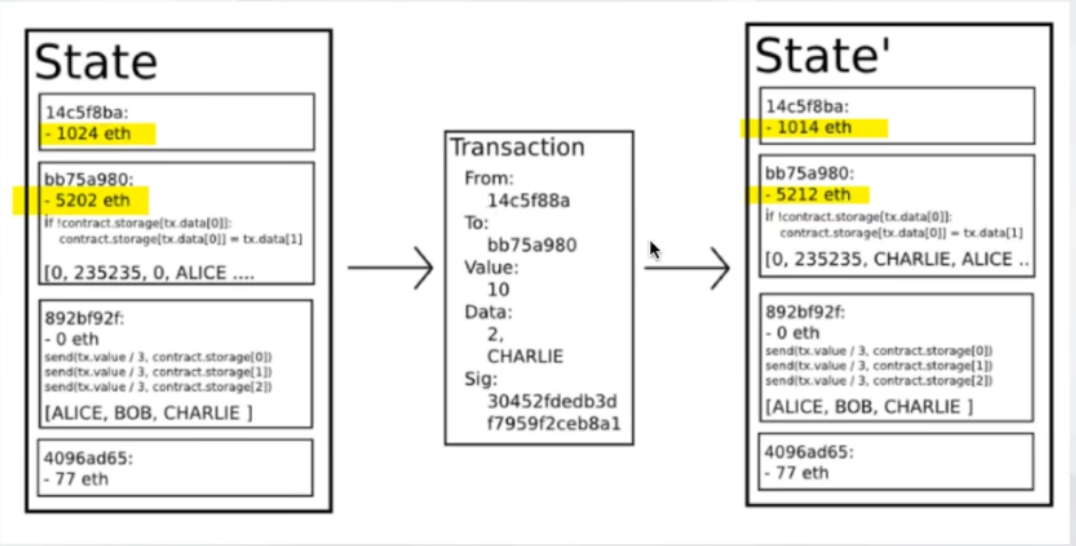 State
14c5f8ba:
- 1024 eth
bb75a980:
- 5202 eth
if !contract.storage[tx.data[0]]:
contract.storage[tx.data[0]] = tx.data[1]
[0, 235235, 0, ALICE ....
892bf92f:
- 0 eth
send(tx.value / 3, contract.storage[0])
send(tx.value / 3, contract.storage[1])
send(tx.value / 3, contract.storage[2])
[ALICE, BOB, CHARLIE ]
4096ad65:
- 77 eth
Transaction
From:
14c5f88a
To:
bb75a980
Value:
10
Data:
2,
CHARLIE
Sig:
30452fdedb3d
f7959f2ceb8a1
State'
14c5f8ba:
- 1014 eth
bb75a980:
- 5212 eth
if !contract.storage[tx.data[0]]:
contract.storage[tx.data[0]] = tx.data[1]
[0, 235235, CHARLIE, ALICE ..
892bf92f:
- 0 eth
send(tx.value / 3, contract.storage[0])
send(tx.value / 3, contract.storage[1])
send(tx.value / 3, contract.storage[2])
[ALICE, BOB, CHARLIE ]
4096ad65:
- 77 eth